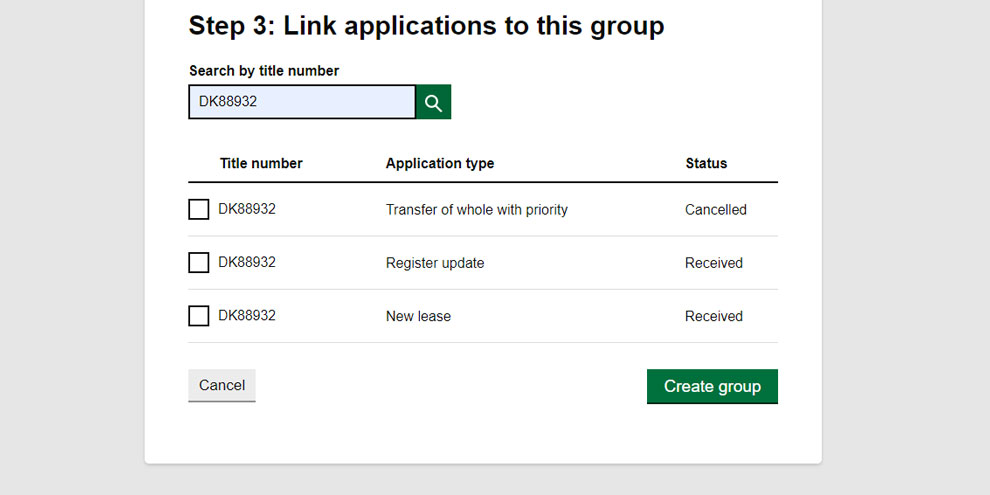 Step 3: Link applications to this group
Search by title number
DK88932
Title number Application type Status
DK88932 Transfer of whole with priority Cancelled
DK88932 Register update Received
DK88932 New lease Received
Cancel Create group